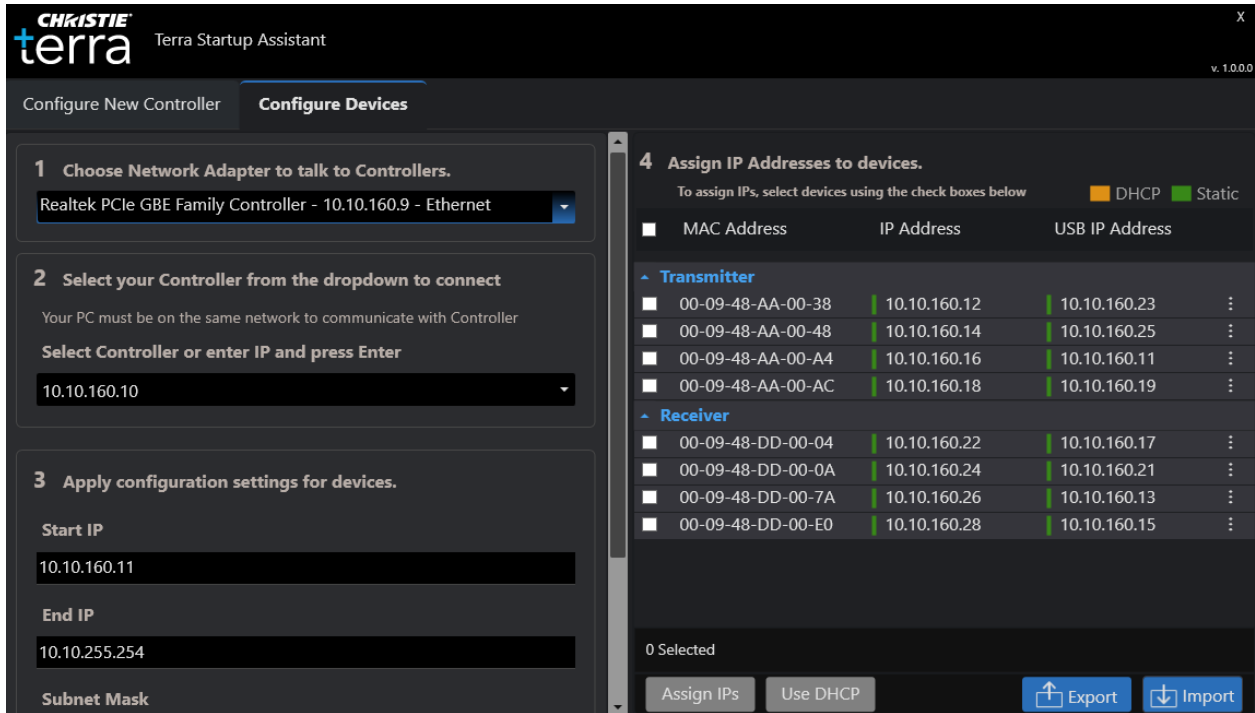 CHRISTIE
terra
Terra Startup Assistant
X
v. 1.0.0.0
Configure New Controller
Configure Devices
1 Choose Network Adapter to talk to Controllers.
Realtek PCIe GBE Family Controller - 10.10.160.9 - Ethernet
2 Select your Controller from the dropdown to connect
Your PC must be on the same network to communicate with Controller
Select Controller or enter IP and press Enter
10.10.160.10
3 Apply configuration settings for devices.
Start IP
10.10.160.11
End IP
10.10.255.254
Subnet Mask
4 Assign IP Addresses to devices.
To assign IPs, select devices using the check boxes below
DHCP Static
MAC Address IP Address USB IP Address
Transmitter
00-09-48-AA-00-38 10.10.160.12 10.10.160.23
00-09-48-AA-00-48 10.10.160.14 10.10.160.25
00-09-48-AA-00-A4 10.10.160.16 10.10.160.11
00-09-48-AA-00-AC 10.10.160.18 10.10.160.19
Receiver
00-09-48-DD-00-04 10.10.160.22 10.10.160.17
00-09-48-DD-00-0A 10.10.160.24 10.10.160.21
00-09-48-DD-00-7A 10.10.160.26 10.10.160.13
00-09-48-DD-00-E0 10.10.160.28 10.10.160.15
0 Selected
Assign IPs
Use DHCP
Export
Import